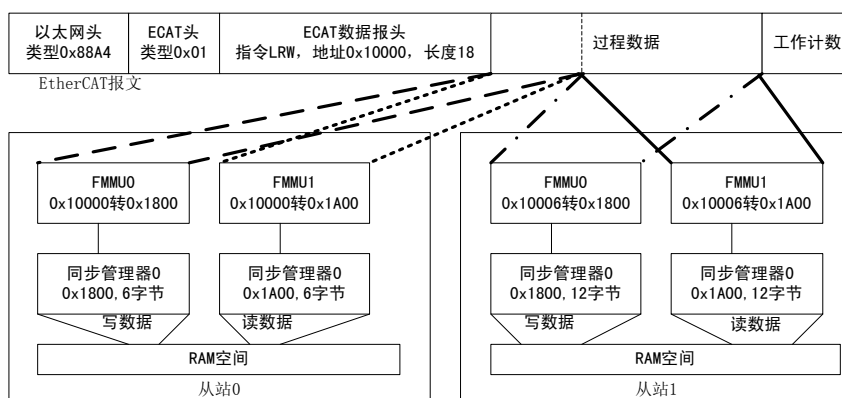 以太网头
类型0x88A4
ECAT头
类型0x01
ECAT数据报头
指令LRW，地址0x10000，长度18
过程数据
工作计数
EtherCAT报文
FMMU0
0x10000转0x1800
FMMU1
0x10000转0x1A00
FMMU0
0x10006转0x1800
FMMU1
0x10006转0x1A00
同步管理器0
0x1800,6字节
同步管理器0
0x1A00,6字节
同步管理器0
0x1800,12字节
同步管理器0
0x1A00,12字节
写数据
读数据
写数据
读数据
RAM空间
RAM空间
从站0
从站1